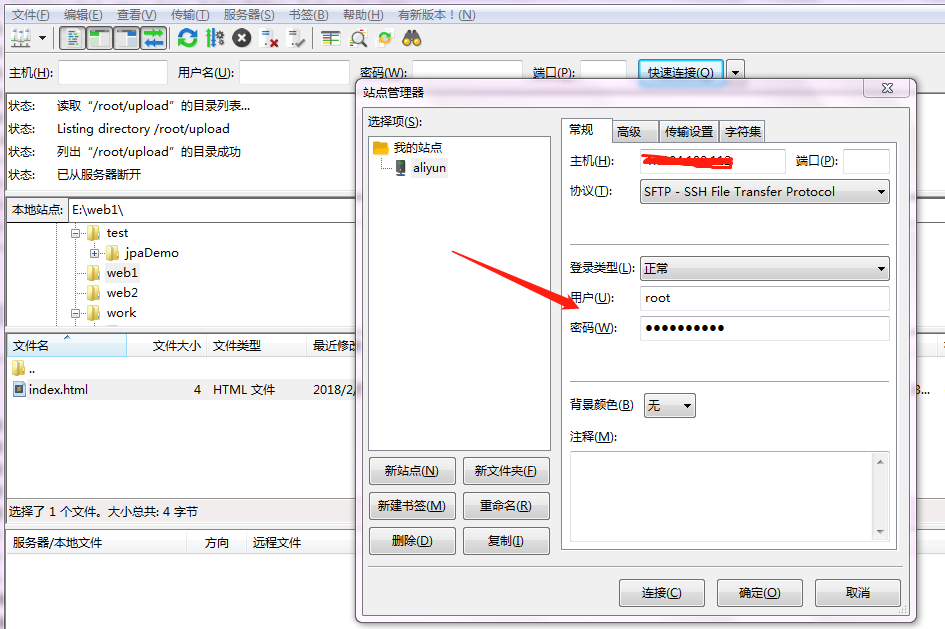 文件(F) 编辑(E) 查看(V) 传输(T) 服务器(S) 书签(B) 帮助(H) 有新版本！(N)
主机(H): 用户名(U): 密码(W): 端口(P): 快速连接(Q)
状态: 读取“/root/upload”的目录列表...
状态: Listing directory /root/upload
状态: 列出“/root/upload”的目录成功
状态: 已从服务器断开
本地站点: E:\web1\
test
jpaDemo
web1
web2
work
文件名 文件大小 文件类型 最近修改
..
index.html 4 HTML 文件 2018/2/
选择了 1 个文件。大小总共: 4 字节
服务器/本地文件 方向 远程文件
站点管理器
选择项(S):
我的站点
aliyun
新站点(N) 新文件夹(F)
新建书签(M) 重命名(R)
删除(D) 复制(I)
常规 高级 传输设置 字符集
主机(H): 端口(P):
协议(T): SFTP - SSH File Transfer Protocol
登录类型(L): 正常
用户(U): root
密码(W): ●●●●●●●●●●
背景颜色(B) 无
注释(M):
连接(C) 确定(O) 取消